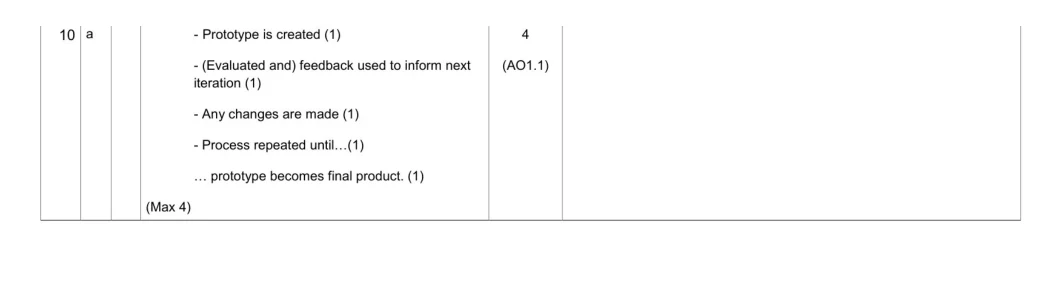 10 a - Prototype is created (1) 4
- (Evaluated and) feedback used to inform next (AO1.1)
iteration (1)
- Any changes are made (1)
- Process repeated until…(1)
… prototype becomes final product. (1)
(Max 4)